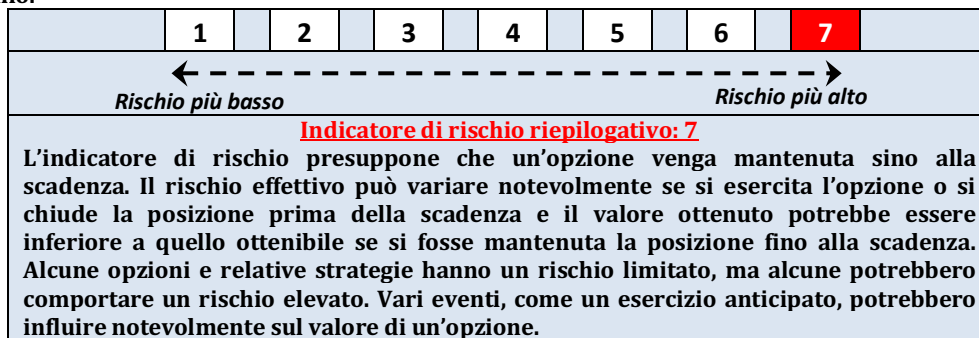 1 2 3 4 5 6 7
Rischio più basso Rischio più alto
Indicatore di rischio riepilogativo: 7
L'indicatore di rischio presuppone che un'opzione venga mantenuta sino alla
scadenza. Il rischio effettivo può variare notevolmente se si esercita l'opzione o si
chiude la posizione prima della scadenza e il valore ottenuto potrebbe essere
inferiore a quello ottenibile se si fosse mantenuta la posizione fino alla scadenza.
Alcune opzioni e relative strategie hanno un rischio limitato, ma alcune potrebbero
comportare un rischio elevato. Vari eventi, come un esercizio anticipato, potrebbero
influire notevolmente sul valore di un'opzione.